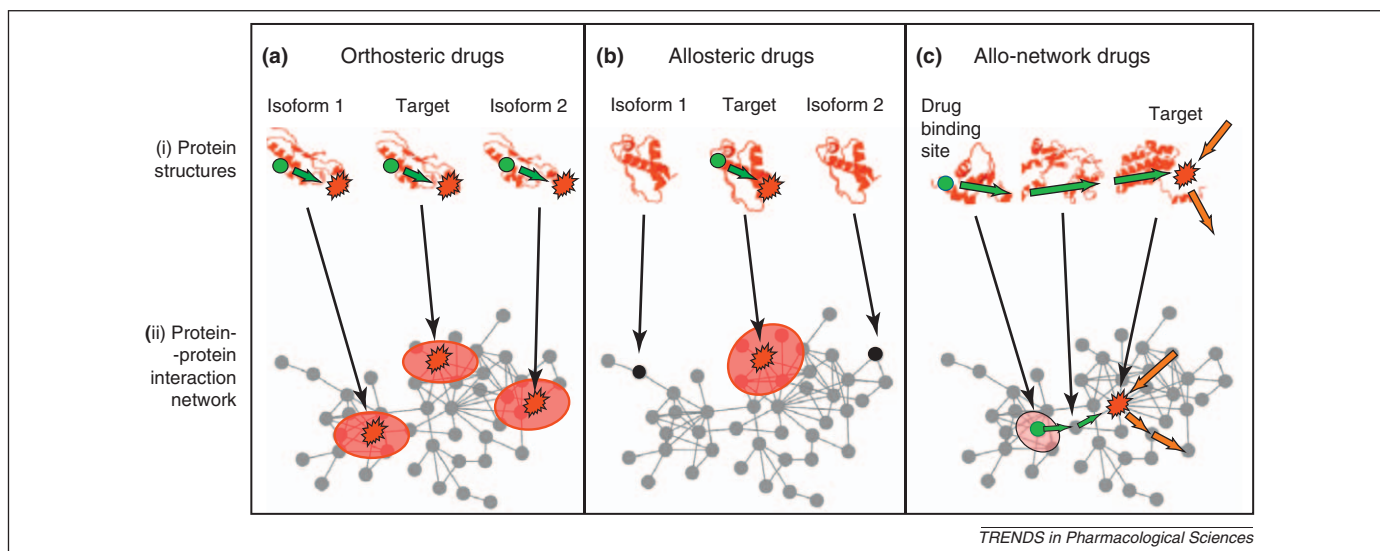 (a) Orthosteric drugs
Isoform 1 Target Isoform 2
(b) Allosteric drugs
Isoform 1 Target Isoform 2
(c) Allo-network drugs
Drug
binding
site
Target
(i) Protein
structures
(ii) Protein-
-protein
interaction
network
TRENDS in Pharmacological Sciences